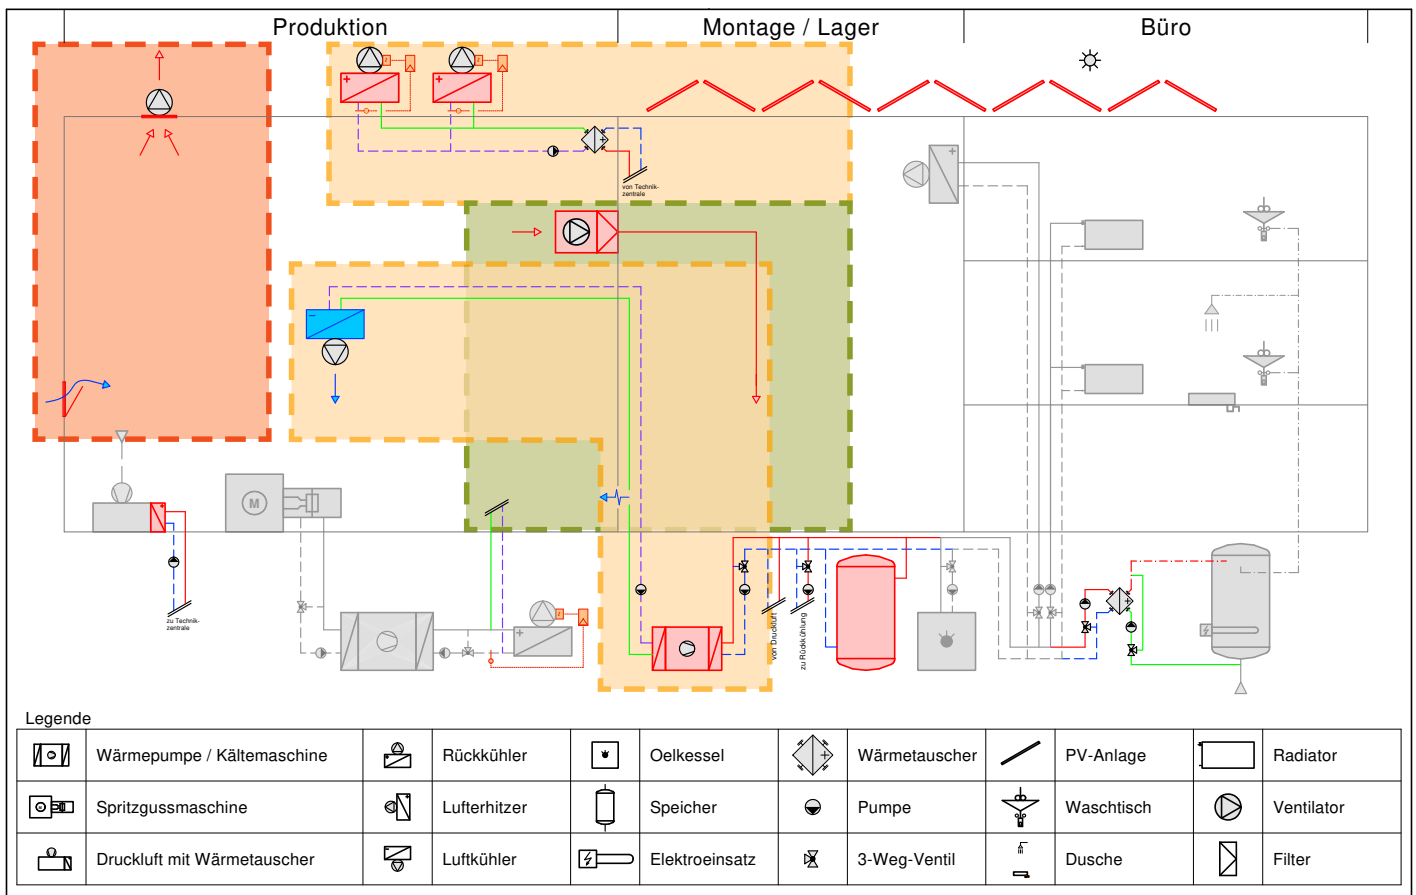 Produktion
Montage / Lager
Büro
von Technik-
zentrale
M
zu Technik-
zentrale
von Druckluft
zu Rückkühlung
Legende
Wärmepumpe / Kältemaschine
Rückkühler
Oelkessel
Wärmetauscher
PV-Anlage
Radiator
Spritzgussmaschine
Lufterhitzer
Speicher
Pumpe
Waschtisch
Ventilator
Druckluft mit Wärmetauscher
Luftkühler
Elektroeinsatz
3-Weg-Ventil
Dusche
Filter